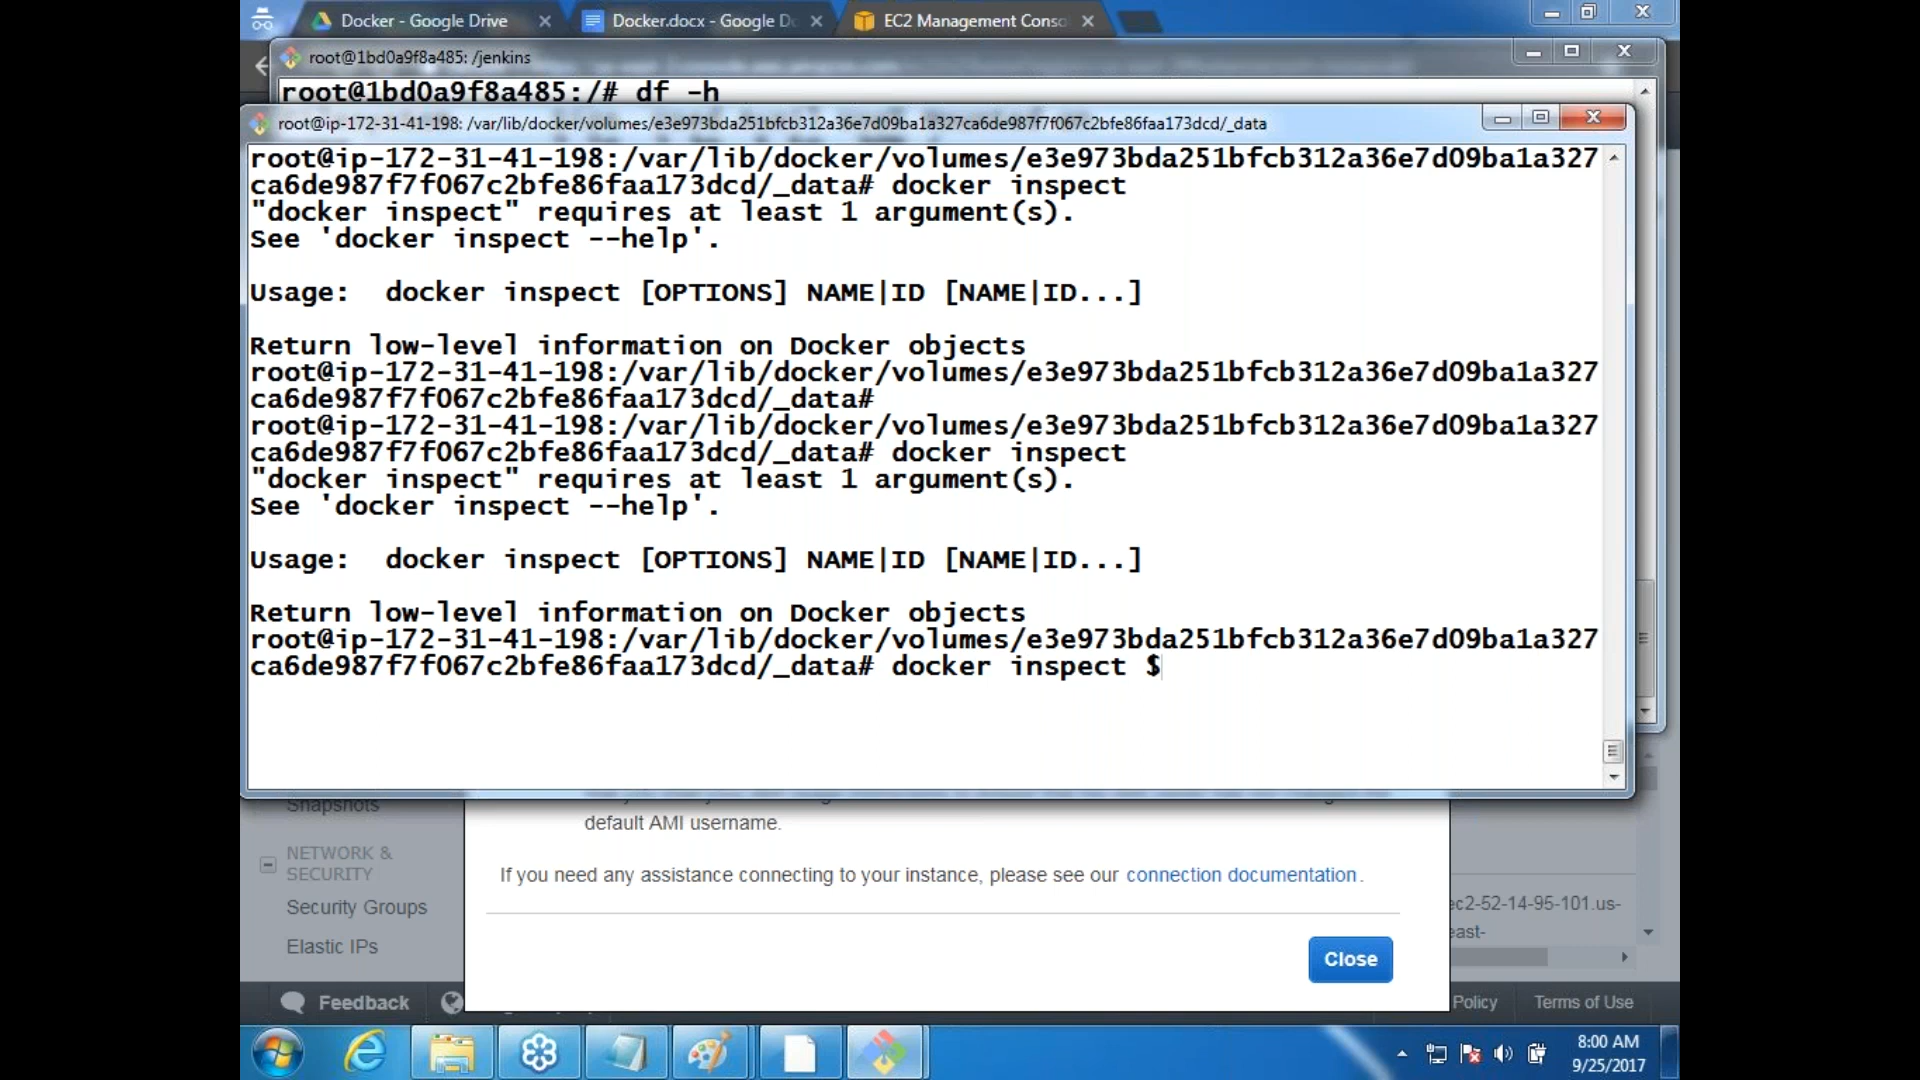 Docker - Google Drive
Docker.docx - Google Do
EC2 Management Conso
root@1bd0a9f8a485: /jenkins
root@1bd0a9f8a485:/# df -h
root@ip-172-31-41-198: /var/lib/docker/volumes/e3e973bda251bfcb312a36e7d09ba1a327ca6de987f7f067c2bfe86faa173dcd/_data
root@ip-172-31-41-198:/var/lib/docker/volumes/e3e973bda251bfcb312a36e7d09ba1a327
ca6de987f7f067c2bfe86faa173dcd/_data# docker inspect
"docker inspect" requires at least 1 argument(s).
See 'docker inspect --help'.
Usage:  docker inspect [OPTIONS] NAME|ID [NAME|ID...]
Return low-level information on Docker objects
root@ip-172-31-41-198:/var/lib/docker/volumes/e3e973bda251bfcb312a36e7d09ba1a327
ca6de987f7f067c2bfe86faa173dcd/_data#
root@ip-172-31-41-198:/var/lib/docker/volumes/e3e973bda251bfcb312a36e7d09ba1a327
ca6de987f7f067c2bfe86faa173dcd/_data# docker inspect
"docker inspect" requires at least 1 argument(s).
See 'docker inspect --help'.
Usage:  docker inspect [OPTIONS] NAME|ID [NAME|ID...]
Return low-level information on Docker objects
root@ip-172-31-41-198:/var/lib/docker/volumes/e3e973bda251bfcb312a36e7d09ba1a327
ca6de987f7f067c2bfe86faa173dcd/_data# docker inspect $
Snapshots
default AMI username.
NETWORK &
SECURITY
If you need any assistance connecting to your instance, please see our connection documentation.
Security Groups
ec2-52-14-95-101.us-
east-
Elastic IPs
Close
Feedback
Policy
Terms of Use
8:00 AM
9/25/2017